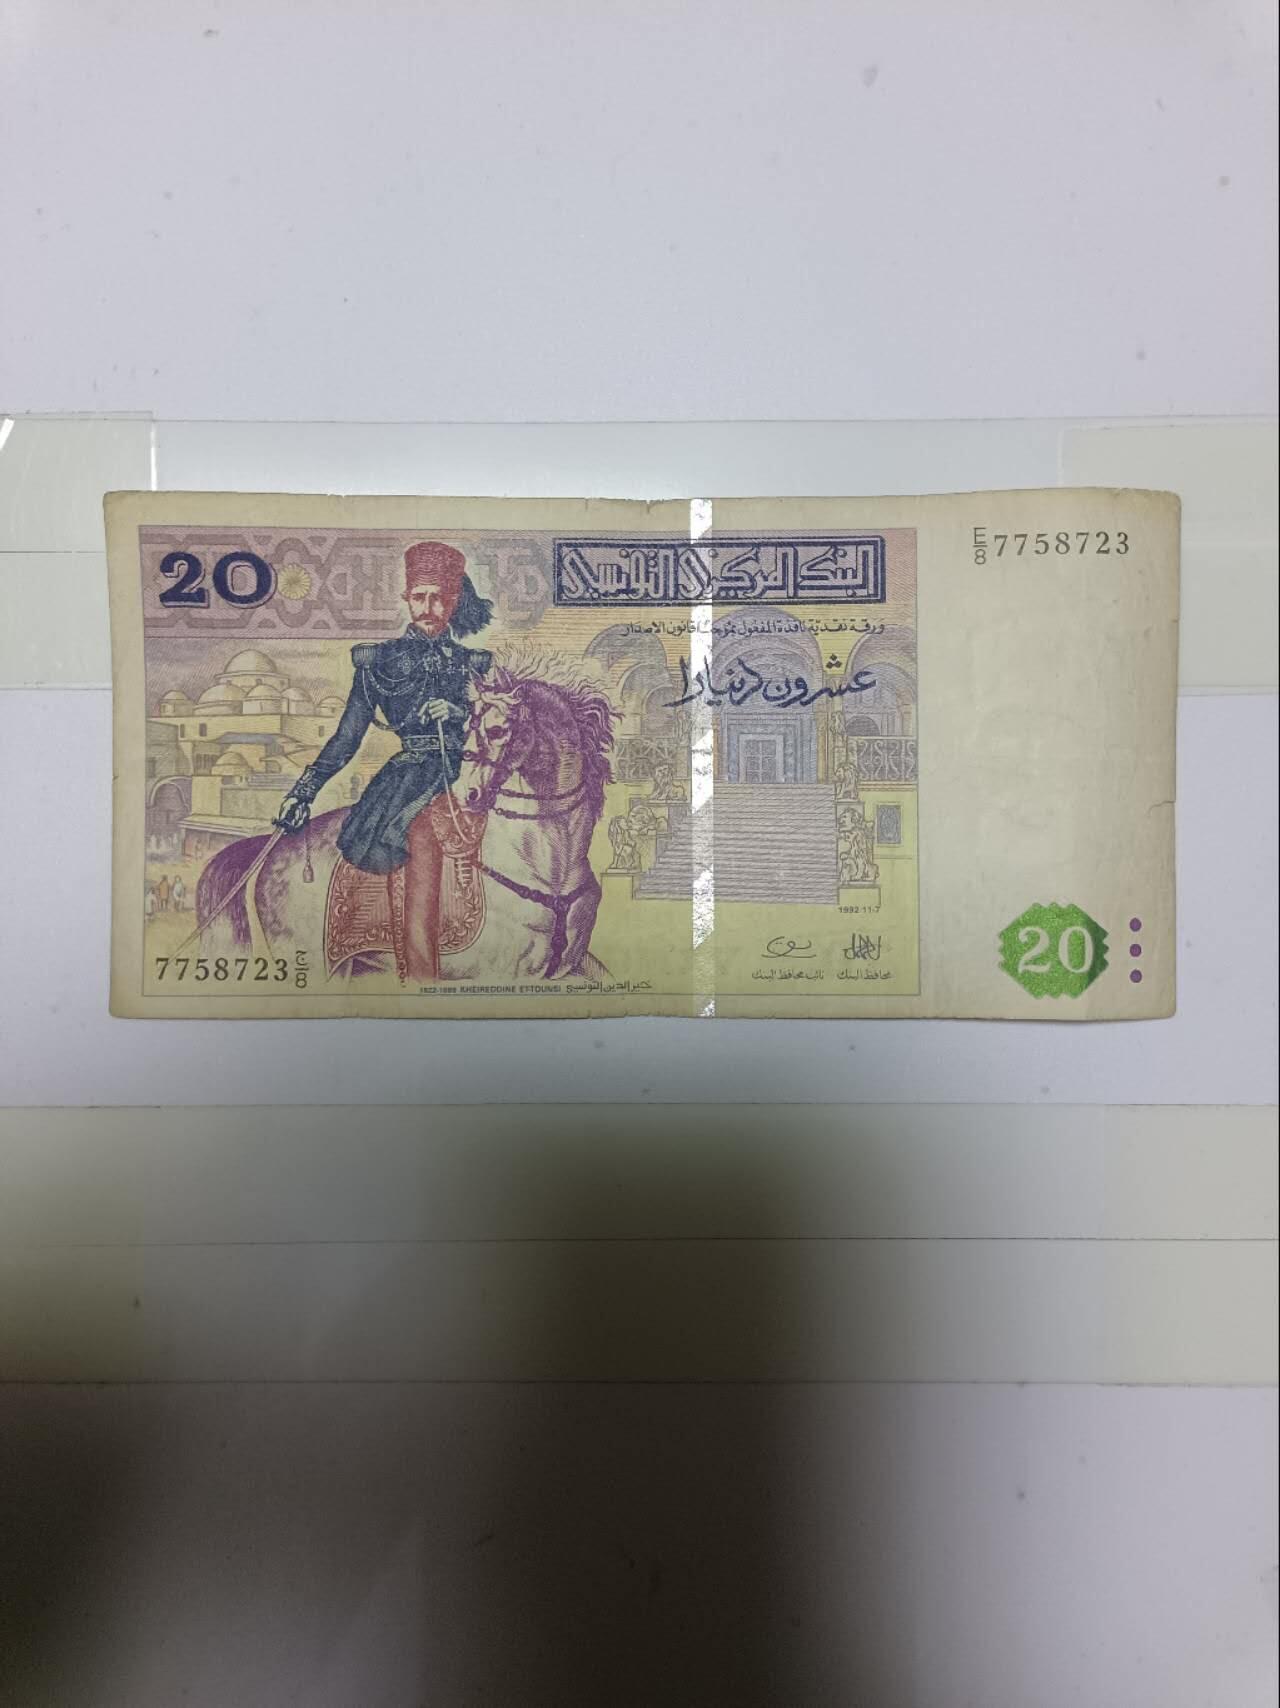 20
البنك المركزي التونسي
E/8 7758723
ورقة نقدية نافذة المفعول بموجب قانون الاصدار
عشرون دينارا
1992-11-7
محافظ البنك
نائب محافظ البنك
7758723
1822-1889 KHEIREDDINE ET-TOUNSI خير الدين التونسي
20